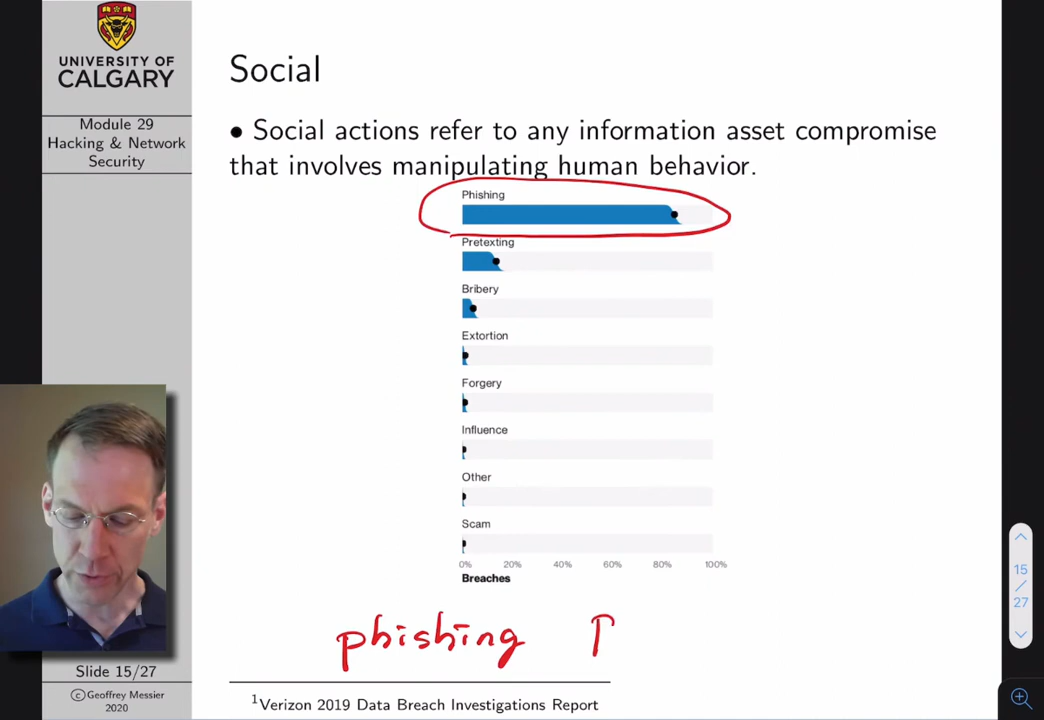 UNIVERSITY OF
CALGARY
Module 29
Hacking & Network
Security
Social
• Social actions refer to any information asset compromise
that involves manipulating human behavior.
Phishing
Pretexting
Bribery
Extortion
Forgery
Influence
Other
Scam
0% 20% 40% 60% 80% 100%
Breaches
phishing ↑
Slide 15/27
©Geoffrey Messier
2020
1Verizon 2019 Data Breach Investigations Report
15
/
27